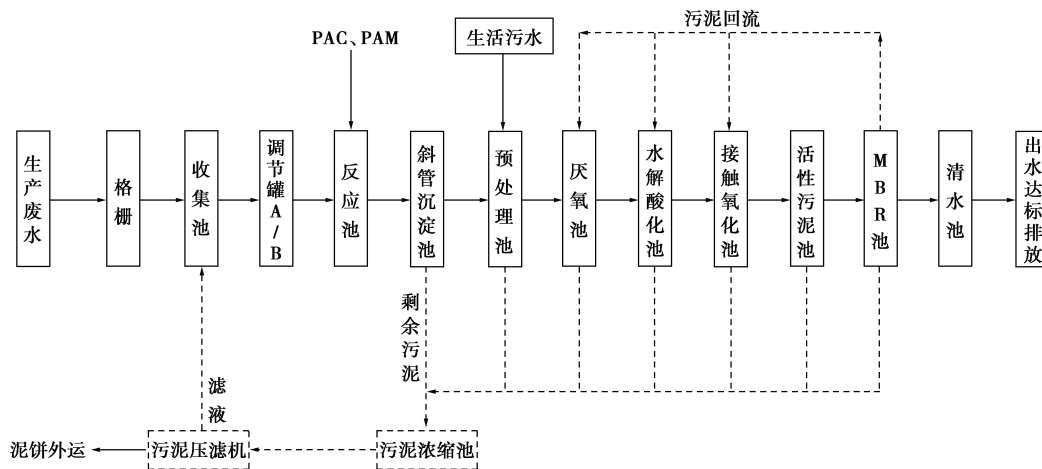 污泥回流
PAC、PAM
生活污水
生产废水
格栅
收集池
调节罐A/B
反应池
斜管沉淀池
预处理池
厌氧池
水解酸化池
接触氧化池
活性污泥池
MBR池
清水池
出水达标排放
剩余污泥
滤液
泥饼外运
污泥压滤机
污泥浓缩池